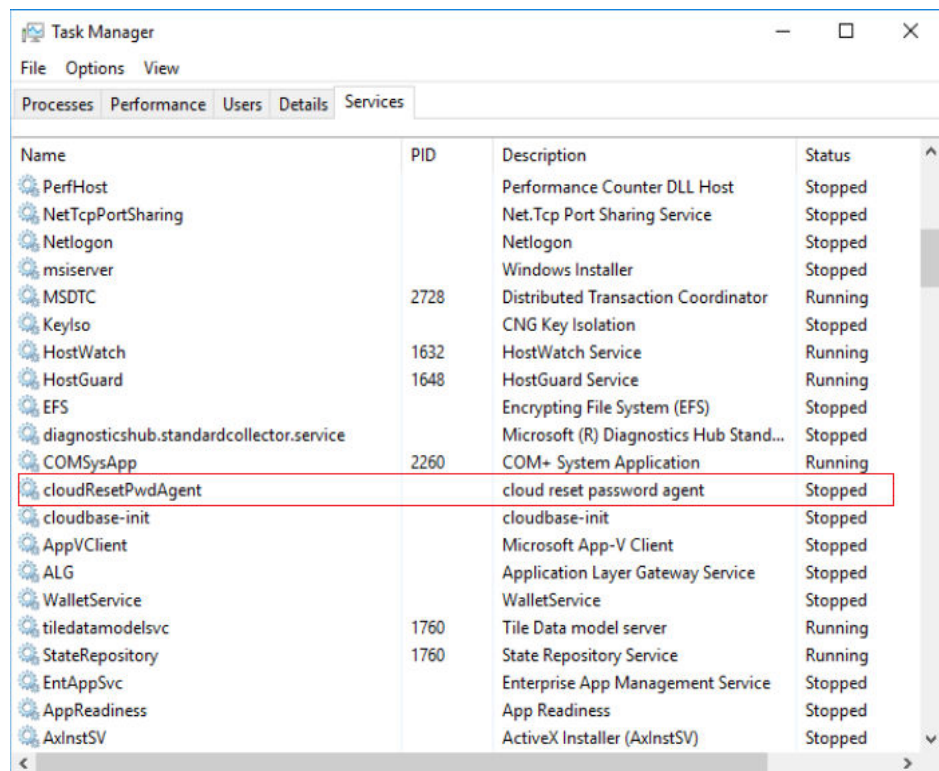 Task Manager
File Options View
Processes Performance Users Details Services
Name PID Description Status
PerfHost Performance Counter DLL Host Stopped
NetTcpPortSharing Net.Tcp Port Sharing Service Stopped
Netlogon Netlogon Stopped
msiserver Windows Installer Stopped
MSDTC 2728 Distributed Transaction Coordinator Running
KeyIso CNG Key Isolation Stopped
HostWatch 1632 HostWatch Service Running
HostGuard 1648 HostGuard Service Running
EFS Encrypting File System (EFS) Stopped
diagnosticshub.standardcollector.service Microsoft (R) Diagnostics Hub Stand... Stopped
COMSysApp 2260 COM+ System Application Running
cloudResetPwdAgent cloud reset password agent Stopped
cloudbase-init cloudbase-init Stopped
AppVClient Microsoft App-V Client Stopped
ALG Application Layer Gateway Service Stopped
WalletService WalletService Stopped
tiledatamodelsvc 1760 Tile Data model server Running
StateRepository 1760 State Repository Service Running
EntAppSvc Enterprise App Management Service Stopped
AppReadiness App Readiness Stopped
AxInstSV ActiveX Installer (AxInstSV) Stopped